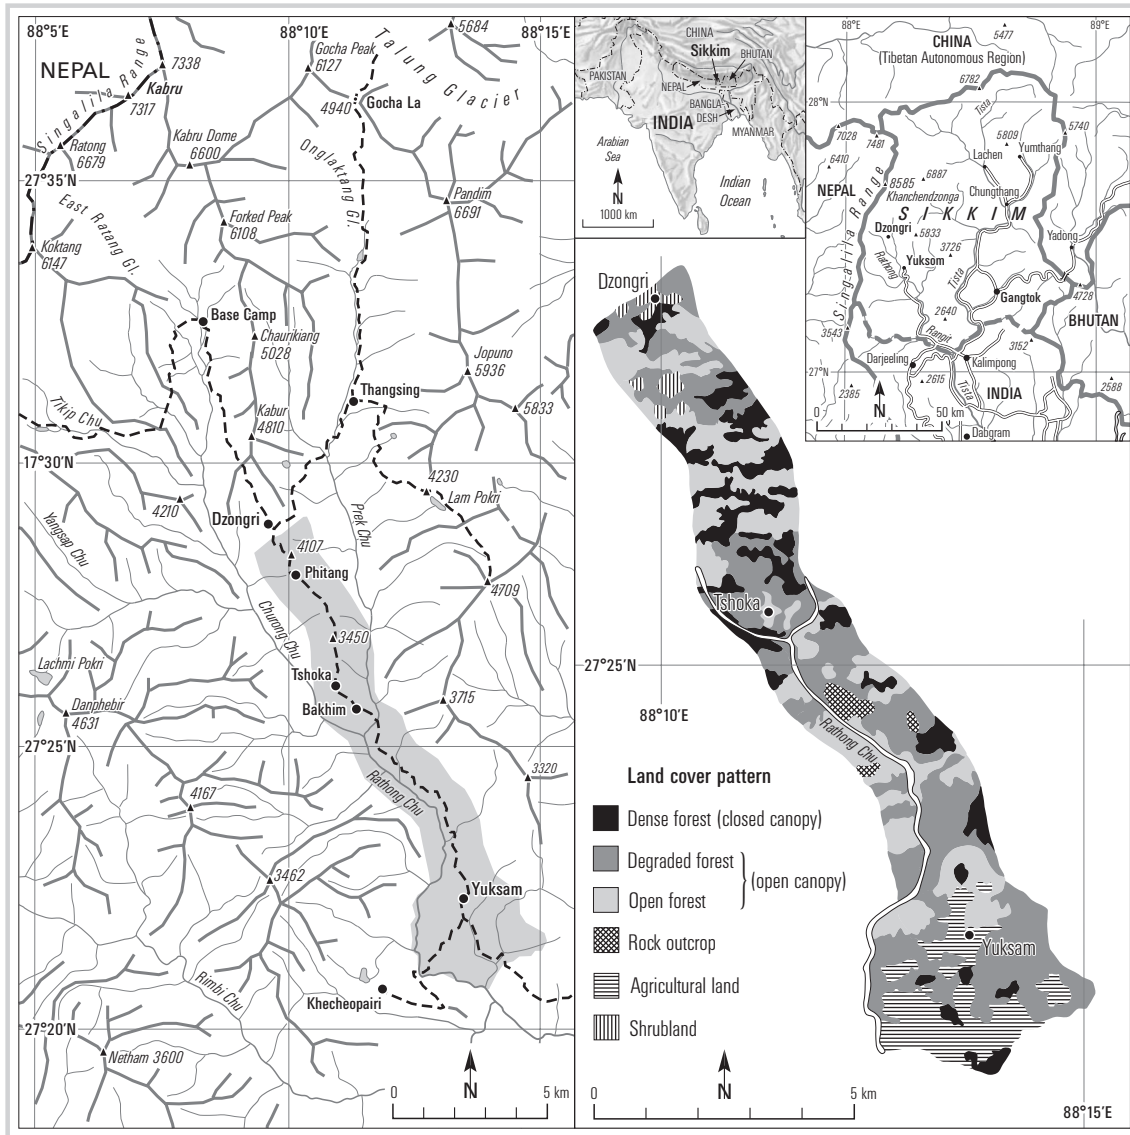 88°5'E
88°10'E
88°15'E
NEPAL
Singalila Range
7338
Kabru
7317
Ratong
6679
Kabru Dome
6600
Gocha Peak
6127
4940
Gocha La
5684
Talung Glacier
Onglaktang Gl.
27°35'N
East Ratang Gl.
Forked Peak
6108
Pandim
6691
Koktang
6147
Base Camp
Chaurikiang
5028
Jopuno
5936
Thangsing
5833
Tikip Chu
Kabur
4810
17°30'N
4210
4230
Lam Pokri
Dzongri
Prek Chu
Yangsap Chu
4107
Phitang
4709
Churong Chu
3450
Lachmi Pokri
Tshoka
Bakhim
3715
Danphebir
4631
27°25'N
Rathong Chu
3320
4167
3462
Yuksam
Rimbi Chu
Khecheopairi
27°20'N
Netham 3600
N
0
5 km
CHINA
Sikkim
BHUTAN
PAKISTAN
NEPAL
BANGLA-
DESH
INDIA
MYANMAR
Arabian
Sea
Indian
Ocean
N
1000 km
88°E
89°E
CHINA
(Tibetan Autonomous Region)
5477
6782
28°N
Tista
7028
7481
5740
5809
Yumthang
Lachen
6410
6887
8585
Khanchendzonga
NEPAL
Chungthang
SIKKIM
Singalila Range
Dzongri
5833
3726
Yadong
Rathong
Yuksom
Tista
Gangtok
4728
2640
BHUTAN
3543
Rangit
3152
Darjeeling
Kalimpong
27°N
2385
2615
Tista
INDIA
2588
N
0
50 km
Dabgram
Dzongri
Tshoka
27°25'N
88°10'E
Rathong Chu
Land cover pattern
Dense forest (closed canopy)
Degraded forest
(open canopy)
Open forest
Rock outcrop
Agricultural land
Shrubland
Yuksam
N
0
5 km
88°15'E